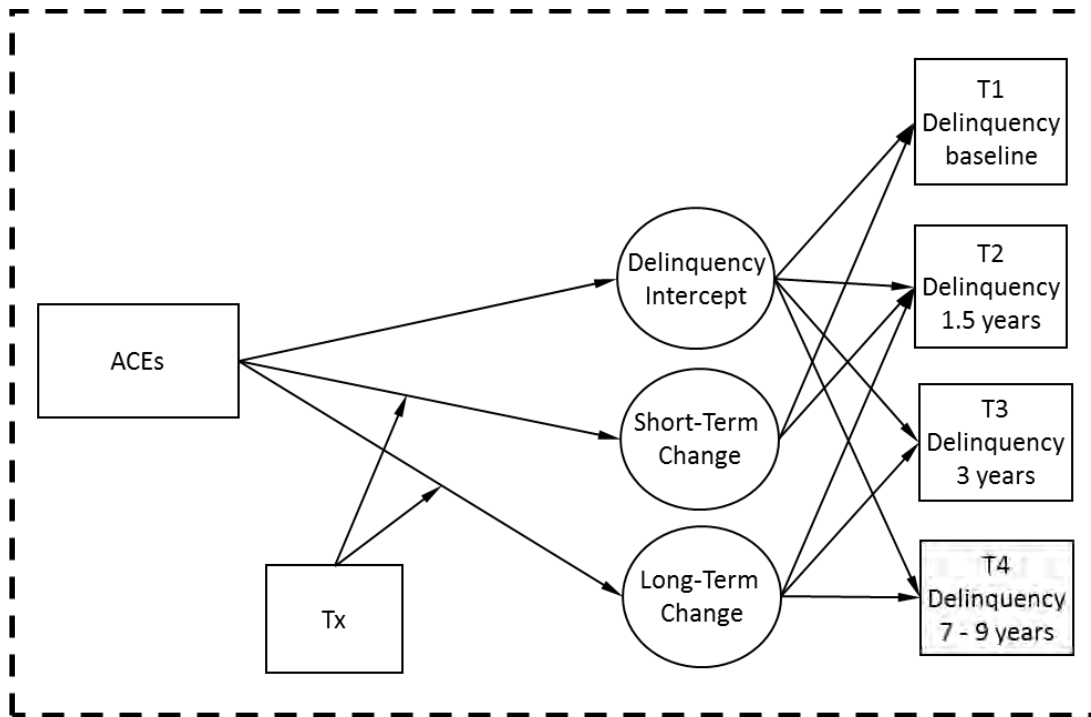 ACEs
Tx
Delinquency
Intercept
Short-Term
Change
Long-Term
Change
T1
Delinquency
baseline
T2
Delinquency
1.5 years
T3
Delinquency
3 years
T4
Delinquency
7 - 9 years